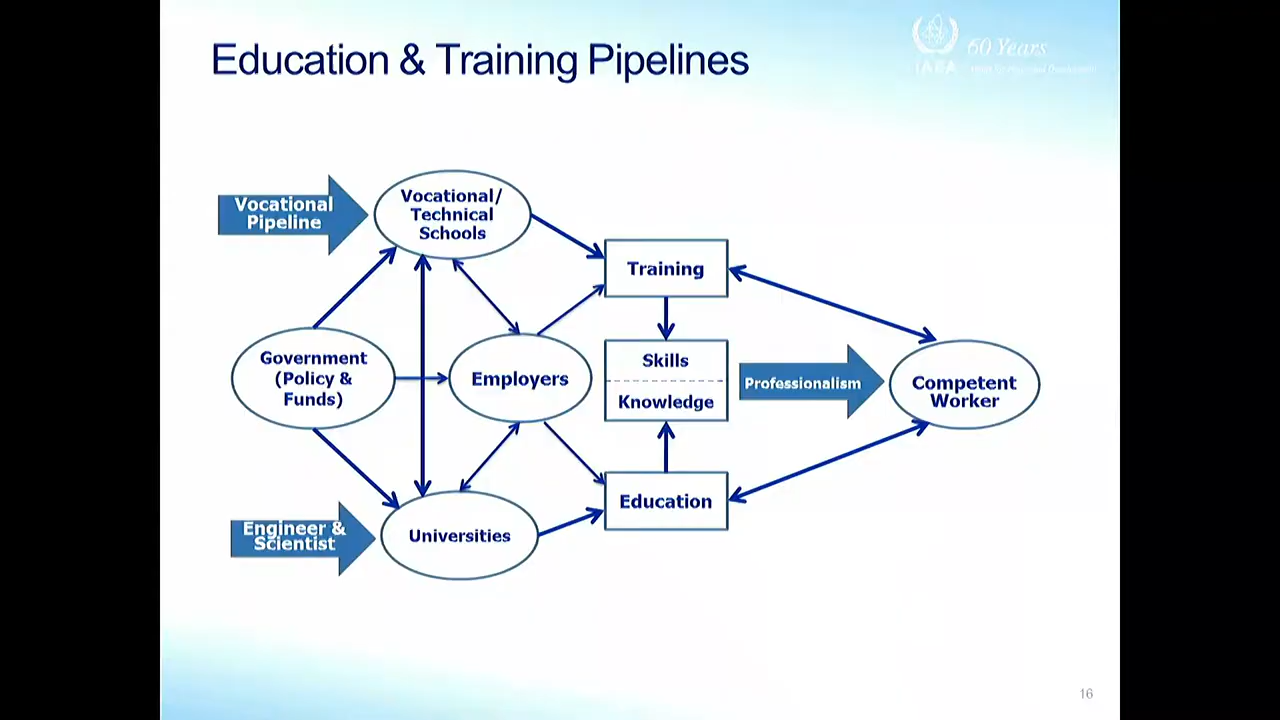 Education & Training Pipelines
60 Years
IAEA
Vocational
Pipeline
Vocational/
Technical
Schools
Training
Government
(Policy &
Funds)
Employers
Skills
Knowledge
Professionalism
Competent
Worker
Education
Engineer &
Scientist
Universities
16